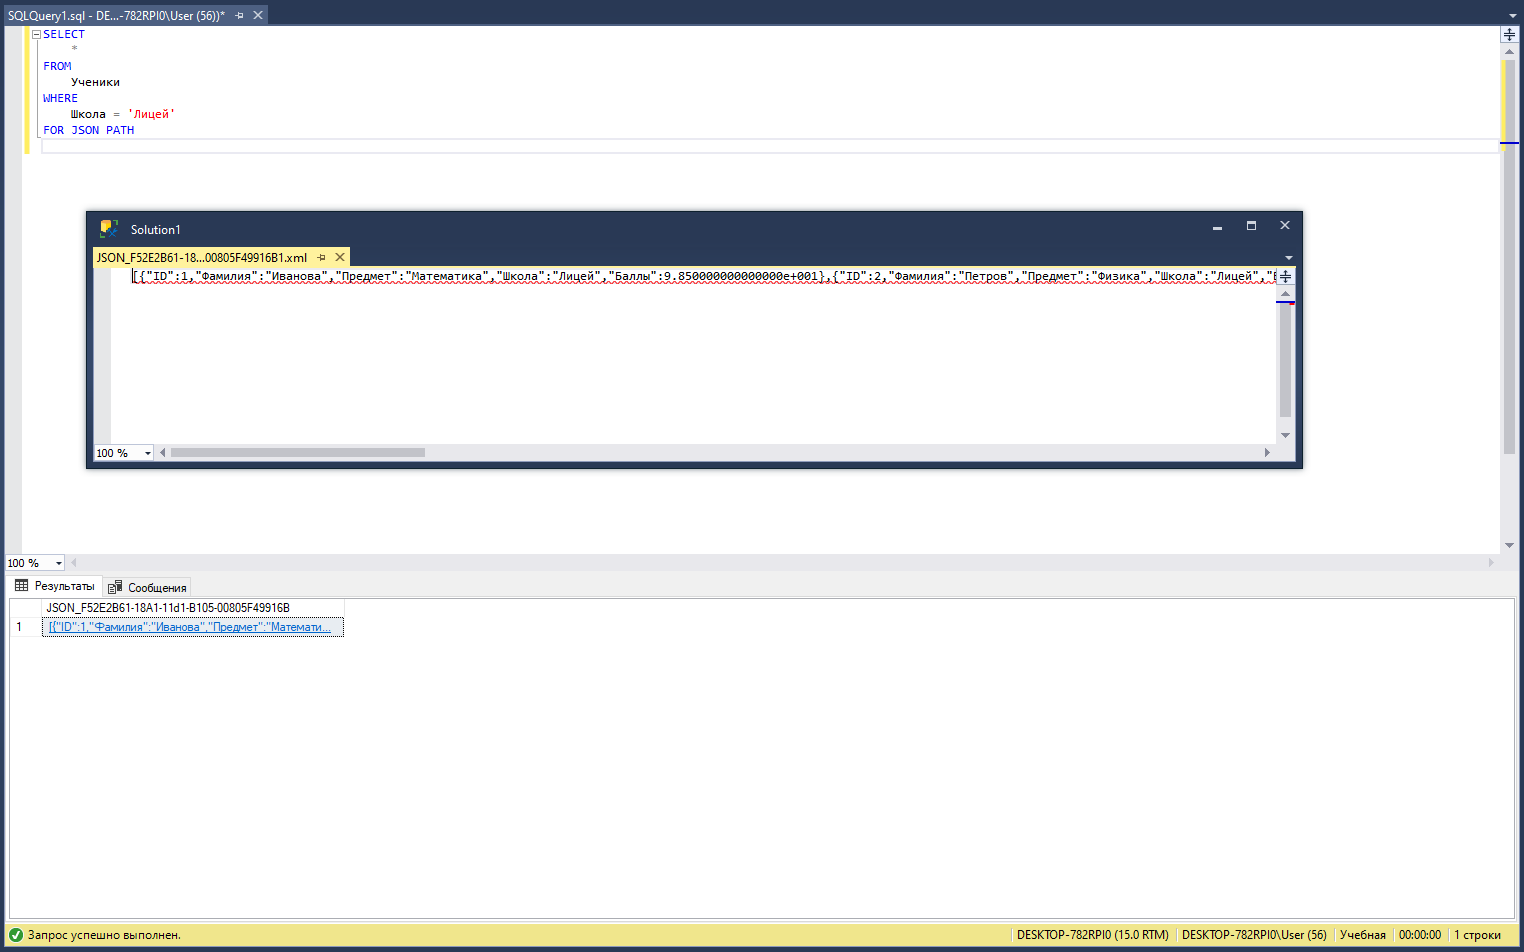 SQLQuery1.sql - DE...-782RPI0\User (56))*
SELECT
*
FROM
Ученики
WHERE
Школа = 'Лицей'
FOR JSON PATH
Solution1
JSON_F52E2B61-18...00805F49916B1.xml
[{"ID":1,"Фамилия":"Иванова","Предмет":"Математика","Школа":"Лицей","Баллы":9.850000000000000e+001},{"ID":2,"Фамилия":"Петров","Предмет":"Физика","Школа":"Лицей","
100 %
100 %
Результаты
Сообщения
JSON_F52E2B61-18A1-11d1-B105-00805F49916B
1
[{"ID":1,"Фамилия":"Иванова","Предмет":"Математи...
Запрос успешно выполнен.
DESKTOP-782RPI0 (15.0 RTM)
DESKTOP-782RPI0\User (56)
Учебная
00:00:00
1 строки